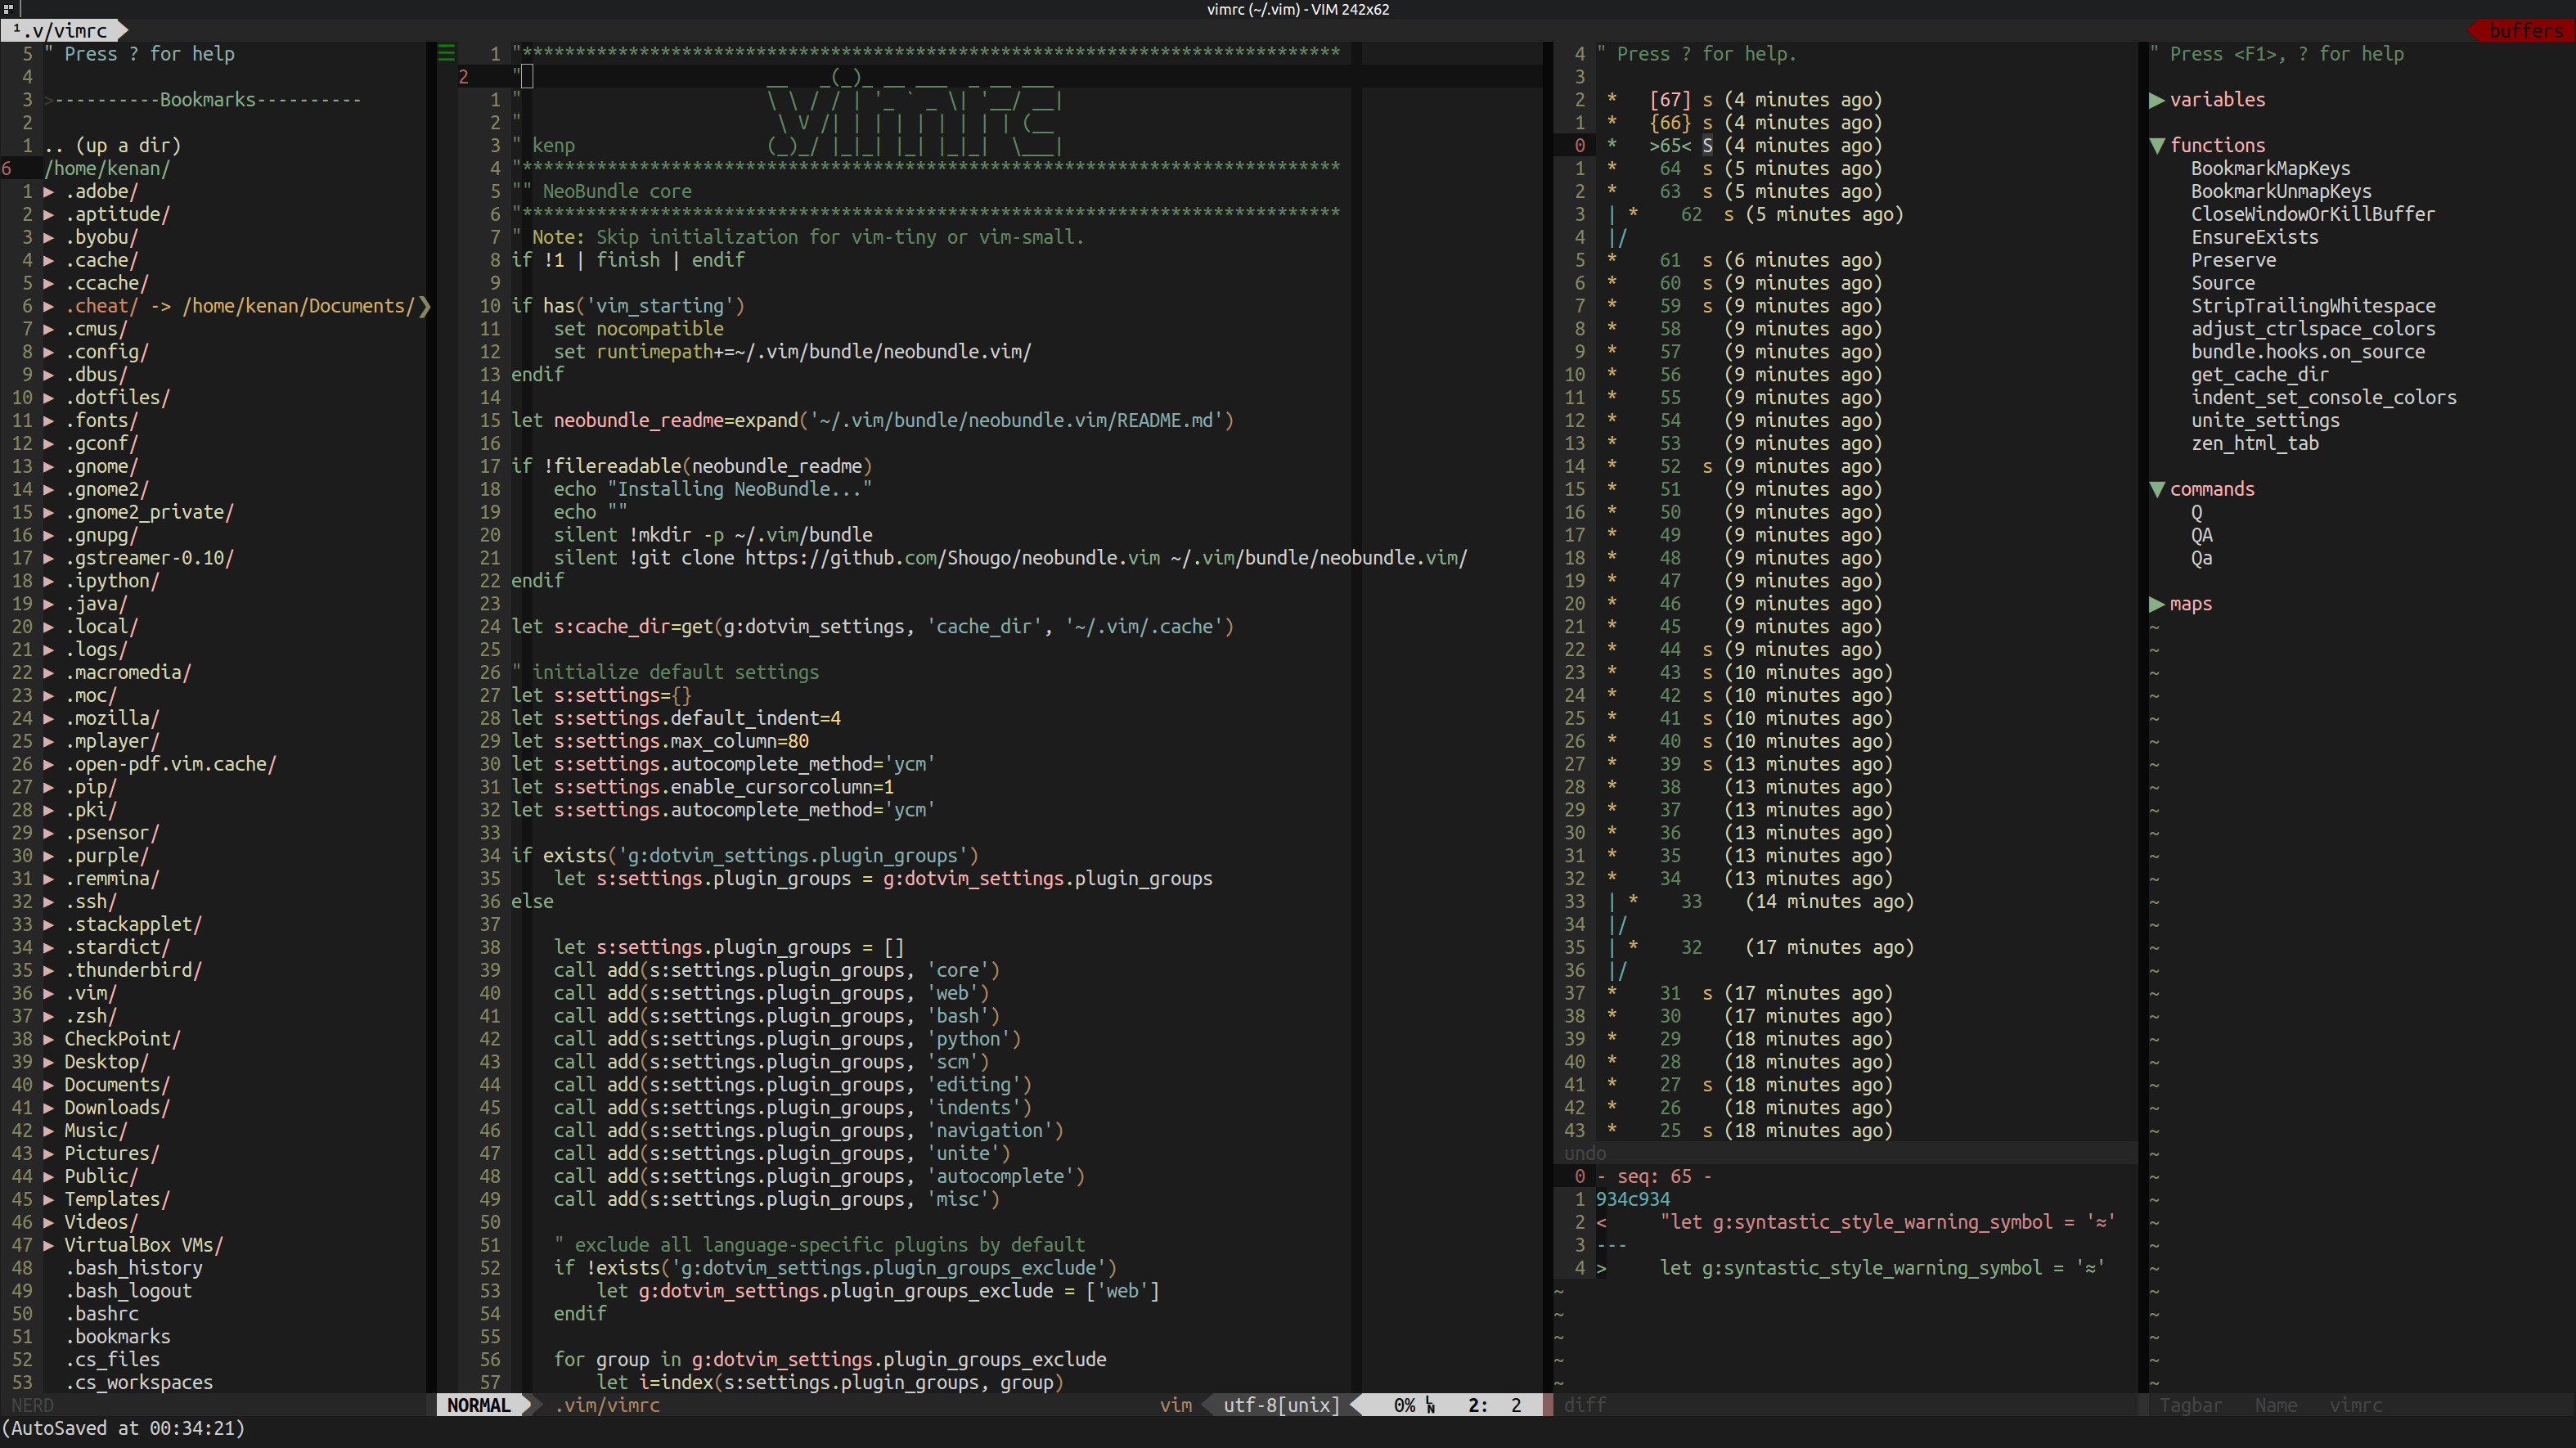 vimrc (~/.vim) - VIM 242x62
¹.v/vimrc
buffers
5 " Press ? for help
4
3 >----------Bookmarks----------
2
1 .. (up a dir)
6 /home/kenan/
1 ▶ .adobe/
2 ▶ .aptitude/
3 ▶ .byobu/
4 ▶ .cache/
5 ▶ .ccache/
6 ▶ .cheat/ -> /home/kenan/Documents/❯
7 ▶ .cmus/
8 ▶ .config/
9 ▶ .dbus/
10 ▶ .dotfiles/
11 ▶ .fonts/
12 ▶ .gconf/
13 ▶ .gnome/
14 ▶ .gnome2/
15 ▶ .gnome2_private/
16 ▶ .gnupg/
17 ▶ .gstreamer-0.10/
18 ▶ .ipython/
19 ▶ .java/
20 ▶ .local/
21 ▶ .logs/
22 ▶ .macromedia/
23 ▶ .moc/
24 ▶ .mozilla/
25 ▶ .mplayer/
26 ▶ .open-pdf.vim.cache/
27 ▶ .pip/
28 ▶ .pki/
29 ▶ .psensor/
30 ▶ .purple/
31 ▶ .remmina/
32 ▶ .ssh/
33 ▶ .stackapplet/
34 ▶ .stardict/
35 ▶ .thunderbird/
36 ▶ .vim/
37 ▶ .zsh/
38 ▶ CheckPoint/
39 ▶ Desktop/
40 ▶ Documents/
41 ▶ Downloads/
42 ▶ Music/
43 ▶ Pictures/
44 ▶ Public/
45 ▶ Templates/
46 ▶ Videos/
47 ▶ VirtualBox VMs/
48   .bash_history
49   .bash_logout
50   .bashrc
51   .bookmarks
52   .cs_files
53   .cs_workspaces
NERD
1 "*****************************************************************************
2 "                       __   _(_)_ __ ___  _ __ ___
1 "                       \ \ / / | '_ ` _ \| '__/ __|
2 "                        \ V /| | | | | | | | | (__
3 " kenp                  (_)_/ |_|_| |_| |_|_|  \___|
4 "*****************************************************************************
5 "" NeoBundle core
6 "*****************************************************************************
7 " Note: Skip initialization for vim-tiny or vim-small.
8 if !1 | finish | endif
9
10 if has('vim_starting')
11     set nocompatible
12     set runtimepath+=~/.vim/bundle/neobundle.vim/
13 endif
14
15 let neobundle_readme=expand('~/.vim/bundle/neobundle.vim/README.md')
16
17 if !filereadable(neobundle_readme)
18     echo "Installing NeoBundle..."
19     echo ""
20     silent !mkdir -p ~/.vim/bundle
21     silent !git clone https://github.com/Shougo/neobundle.vim ~/.vim/bundle/neobundle.vim/
22 endif
23
24 let s:cache_dir=get(g:dotvim_settings, 'cache_dir', '~/.vim/.cache')
25
26 " initialize default settings
27 let s:settings={}
28 let s:settings.default_indent=4
29 let s:settings.max_column=80
30 let s:settings.autocomplete_method='ycm'
31 let s:settings.enable_cursorcolumn=1
32 let s:settings.autocomplete_method='ycm'
33
34 if exists('g:dotvim_settings.plugin_groups')
35     let s:settings.plugin_groups = g:dotvim_settings.plugin_groups
36 else
37
38     let s:settings.plugin_groups = []
39     call add(s:settings.plugin_groups, 'core')
40     call add(s:settings.plugin_groups, 'web')
41     call add(s:settings.plugin_groups, 'bash')
42     call add(s:settings.plugin_groups, 'python')
43     call add(s:settings.plugin_groups, 'scm')
44     call add(s:settings.plugin_groups, 'editing')
45     call add(s:settings.plugin_groups, 'indents')
46     call add(s:settings.plugin_groups, 'navigation')
47     call add(s:settings.plugin_groups, 'unite')
48     call add(s:settings.plugin_groups, 'autocomplete')
49     call add(s:settings.plugin_groups, 'misc')
50
51     " exclude all language-specific plugins by default
52     if !exists('g:dotvim_settings.plugin_groups_exclude')
53         let g:dotvim_settings.plugin_groups_exclude = ['web']
54     endif
55
56     for group in g:dotvim_settings.plugin_groups_exclude
57         let i=index(s:settings.plugin_groups, group)
NORMAL .vim/vimrc vim utf-8[unix] 0% ␤ 2: 2
4 " Press ? for help.
3
2 *   [67] s (4 minutes ago)
1 *   {66} s (4 minutes ago)
0 *   >65< S (4 minutes ago)
1 *    64  s (5 minutes ago)
2 *    63  s (5 minutes ago)
3 | *    62  s (5 minutes ago)
4 |/
5 *    61  s (6 minutes ago)
6 *    60  s (9 minutes ago)
7 *    59  s (9 minutes ago)
8 *    58    (9 minutes ago)
9 *    57    (9 minutes ago)
10 *    56    (9 minutes ago)
11 *    55    (9 minutes ago)
12 *    54    (9 minutes ago)
13 *    53    (9 minutes ago)
14 *    52  s (9 minutes ago)
15 *    51    (9 minutes ago)
16 *    50    (9 minutes ago)
17 *    49    (9 minutes ago)
18 *    48    (9 minutes ago)
19 *    47    (9 minutes ago)
20 *    46    (9 minutes ago)
21 *    45    (9 minutes ago)
22 *    44  s (9 minutes ago)
23 *    43  s (10 minutes ago)
24 *    42  s (10 minutes ago)
25 *    41  s (10 minutes ago)
26 *    40  s (10 minutes ago)
27 *    39  s (13 minutes ago)
28 *    38    (13 minutes ago)
29 *    37    (13 minutes ago)
30 *    36    (13 minutes ago)
31 *    35    (13 minutes ago)
32 *    34    (13 minutes ago)
33 | *    33    (14 minutes ago)
34 |/
35 | *    32    (17 minutes ago)
36 |/
37 *    31  s (17 minutes ago)
38 *    30    (17 minutes ago)
39 *    29    (18 minutes ago)
40 *    28    (18 minutes ago)
41 *    27  s (18 minutes ago)
42 *    26    (18 minutes ago)
43 *    25  s (18 minutes ago)
undo
0 - seq: 65 -
1 934c934
2 <     "let g:syntastic_style_warning_symbol = '≈'
3 ---
4 >     let g:syntastic_style_warning_symbol = '≈'
~
~
~
~
~
diff
" Press <F1>, ? for help
▶ variables
▼ functions
BookmarkMapKeys
BookmarkUnmapKeys
CloseWindowOrKillBuffer
EnsureExists
Preserve
Source
StripTrailingWhitespace
adjust_ctrlspace_colors
bundle.hooks.on_source
get_cache_dir
indent_set_console_colors
unite_settings
zen_html_tab
▼ commands
Q
QA
Qa
▶ maps
Tagbar Name vimrc
(AutoSaved at 00:34:21)